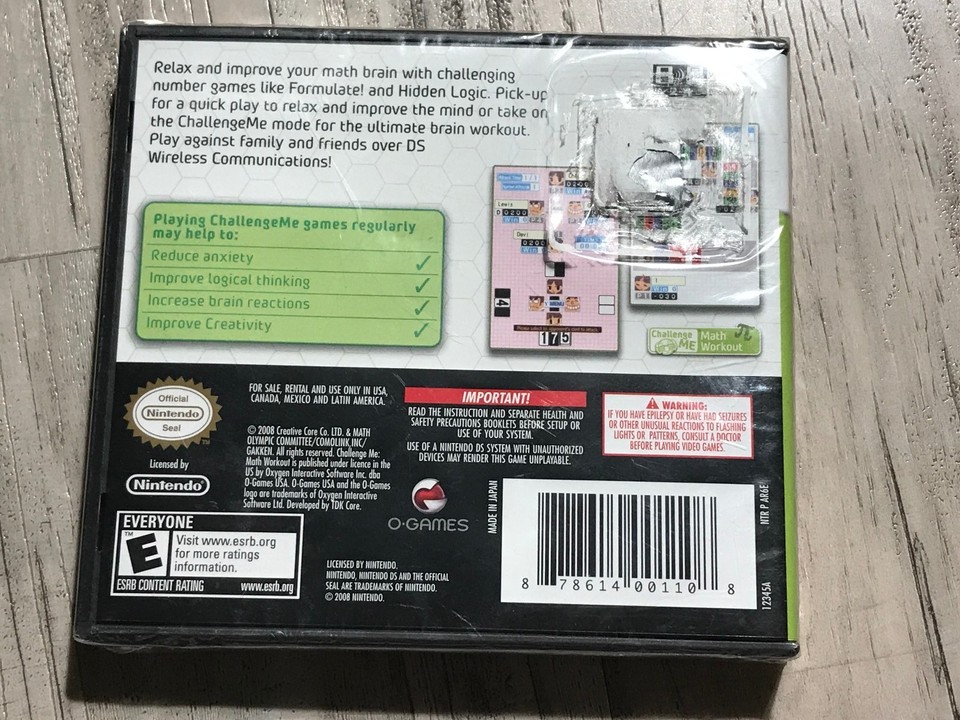 Relax and improve your math brain with challenging
number games like Formulate! and Hidden Logic. Pick-up
for a quick play to relax and improve the mind or take on
the ChallengeMe mode for the ultimate brain workout.
Play against family and friends over DS
Wireless Communications!
Playing ChallengeMe games regularly
may help to:
Reduce anxiety
Improve logical thinking
Increase brain reactions
Improve Creativity
Lewis
D 0200
Davi
0200
175
Challenge
ME
Math
Workout
Official
Nintendo
Seal
TM
Licensed by
Nintendo
FOR SALE, RENTAL AND USE ONLY IN USA,
CANADA, MEXICO AND LATIN AMERICA.
© 2008 Creative Core Co. LTD. & MATH
OLYMPIC COMMITTEE/COMOLINK,INC/
GAKKEN. All rights reserved. Challenge Me:
Math Workout is published under licence in the
US by Oxygen Interactive Software Inc. dba
O-Games USA. O-Games USA and the O-Games
logo are trademarks of Oxygen Interactive
Software Ltd. Developed by TDK Core.
IMPORTANT!
READ THE INSTRUCTION AND SEPARATE HEALTH AND
SAFETY PRECAUTIONS BOOKLETS BEFORE SETUP OR
USE OF YOUR SYSTEM.
USE OF A NINTENDO DS SYSTEM WITH UNAUTHORIZED
DEVICES MAY RENDER THIS GAME UNPLAYABLE.
WARNING:
IF YOU HAVE EPILEPSY OR HAVE HAD SEIZURES
OR OTHER UNUSUAL REACTIONS TO FLASHING
LIGHTS OR PATTERNS, CONSULT A DOCTOR
BEFORE PLAYING VIDEO GAMES.
O-GAMES
MADE IN JAPAN
NTR P AR6E
12345A
8 78614 00110 8
EVERYONE
TM
E
Visit www.esrb.org
for more ratings
information.
ESRB CONTENT RATING www.esrb.org
LICENSED BY NINTENDO.
NINTENDO, NINTENDO DS AND THE OFFICIAL
SEAL ARE TRADEMARKS OF NINTENDO.
© 2008 NINTENDO.